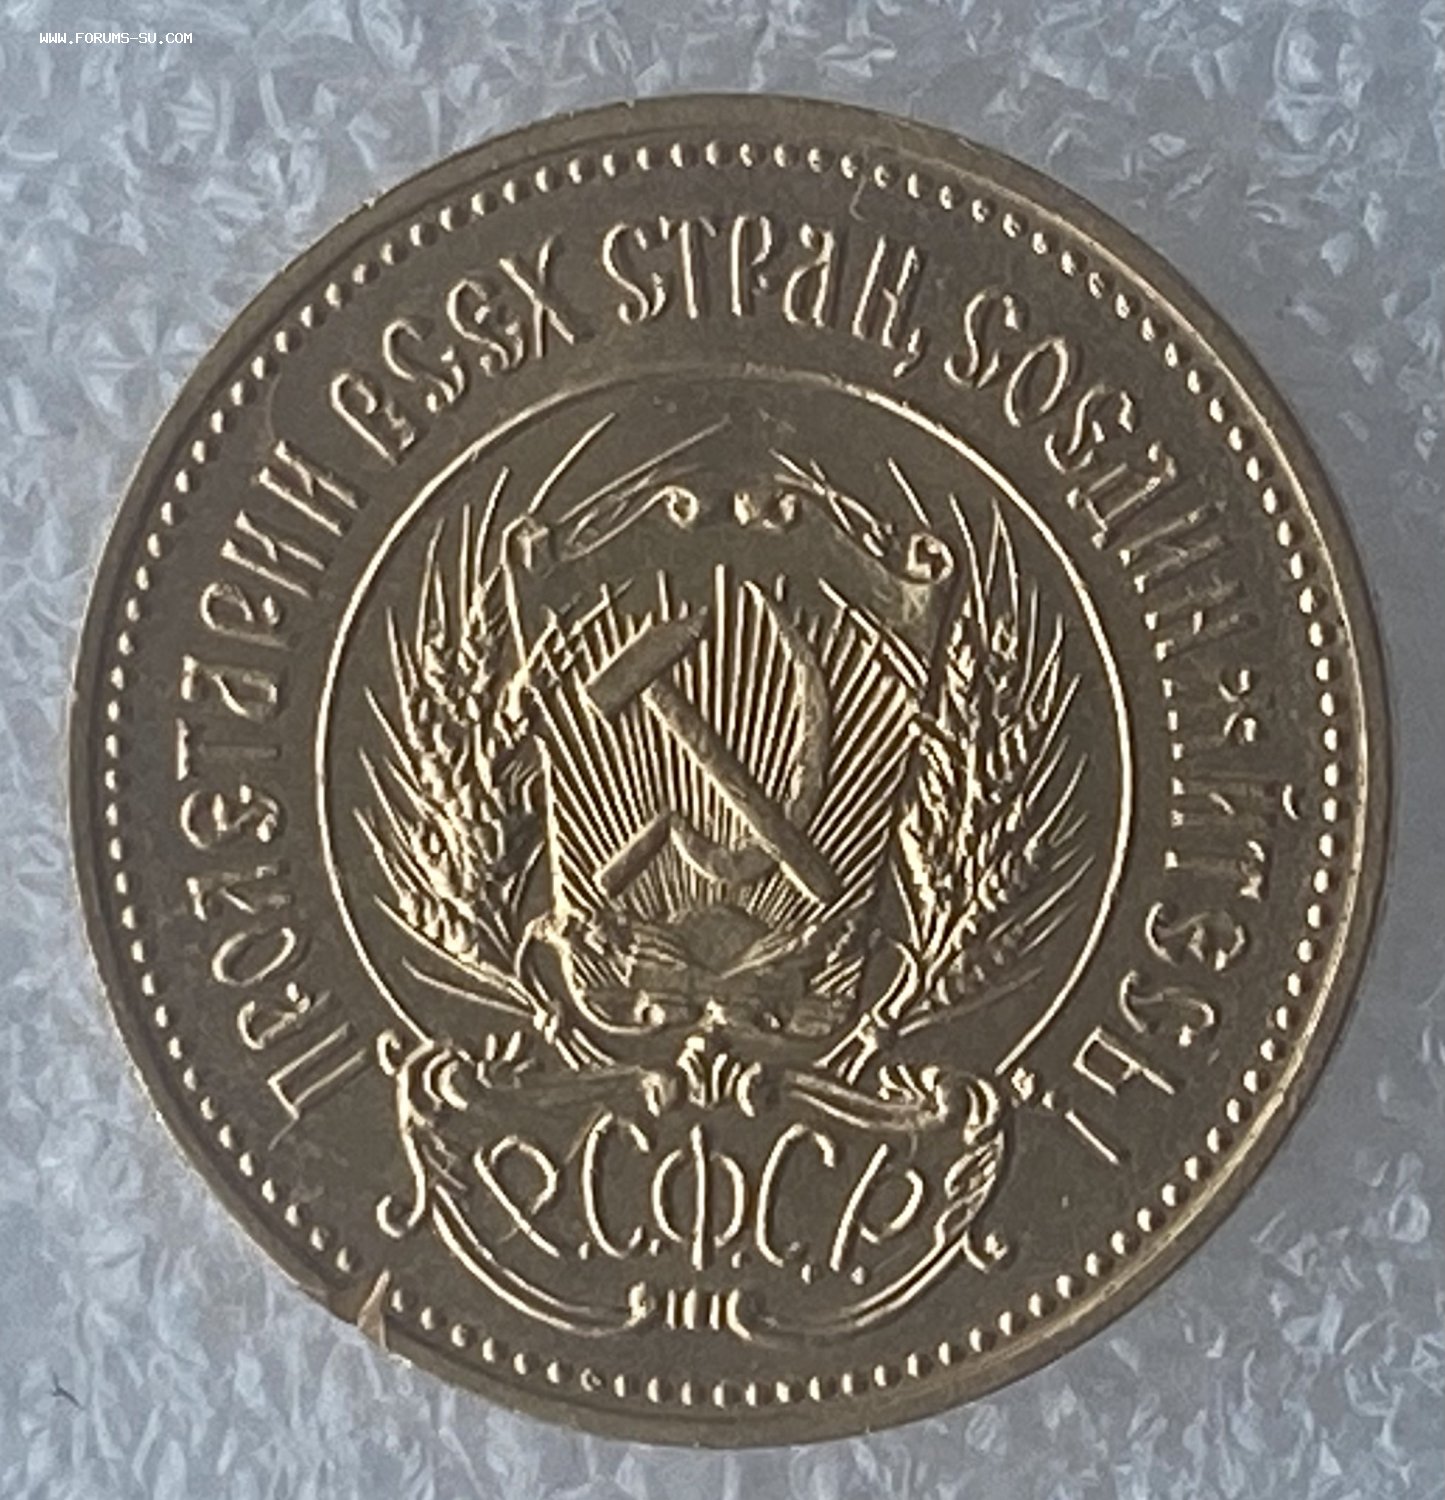 WWW.FORUMS-SU.COM
ПРОЛЕТАРИИ ВСЕХ СТРАН, СОЕДИНЯЙТЕСЬ!
Р.С.Ф.С.Р.